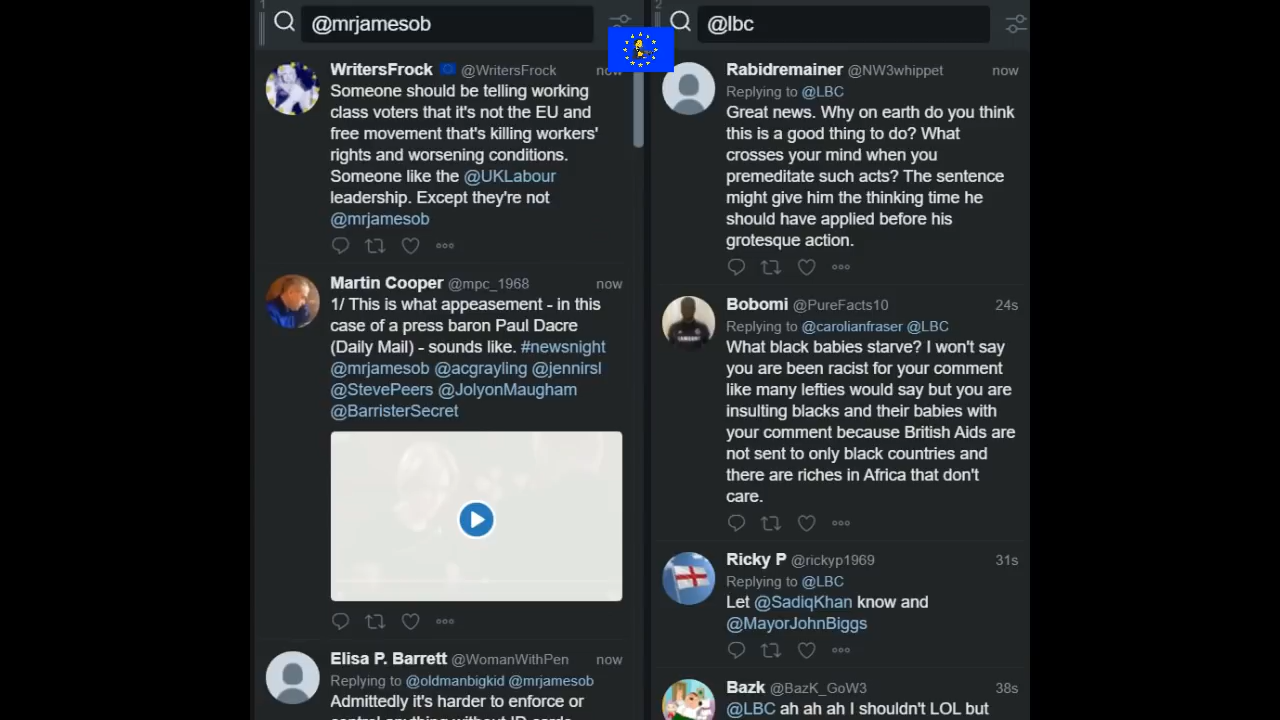 1
@mrjamesob
WritersFrock @WritersFrock now
Someone should be telling working
class voters that it's not the EU and
free movement that's killing workers'
rights and worsening conditions.
Someone like the @UKLabour
leadership. Except they're not
@mrjamesob
Martin Cooper @mpc_1968 now
1/ This is what appeasement - in this
case of a press baron Paul Dacre
(Daily Mail) - sounds like. #newsnight
@mrjamesob @acgrayling @jennirsl
@StevePeers @JolyonMaugham
@BarristerSecret
Elisa P. Barrett @WomanWithPen now
Replying to @oldmanbigkid @mrjamesob
Admittedly it's harder to enforce or
control anything without ID cards
2
@lbc
Rabidremainer @NW3whippet now
Replying to @LBC
Great news. Why on earth do you think
this is a good thing to do? What
crosses your mind when you
premeditate such acts? The sentence
might give him the thinking time he
should have applied before his
grotesque action.
Bobomi @PureFacts10 24s
Replying to @carolianfraser @LBC
What black babies starve? I won't say
you are been racist for your comment
like many lefties would say but you are
insulting blacks and their babies with
your comment because British Aids are
not sent to only black countries and
there are riches in Africa that don't
care.
Ricky P @rickyp1969 31s
Replying to @LBC
Let @SadiqKhan know and
@MayorJohnBiggs
Bazk @BazK_GoW3 38s
@LBC ah ah ah I shouldn't LOL but